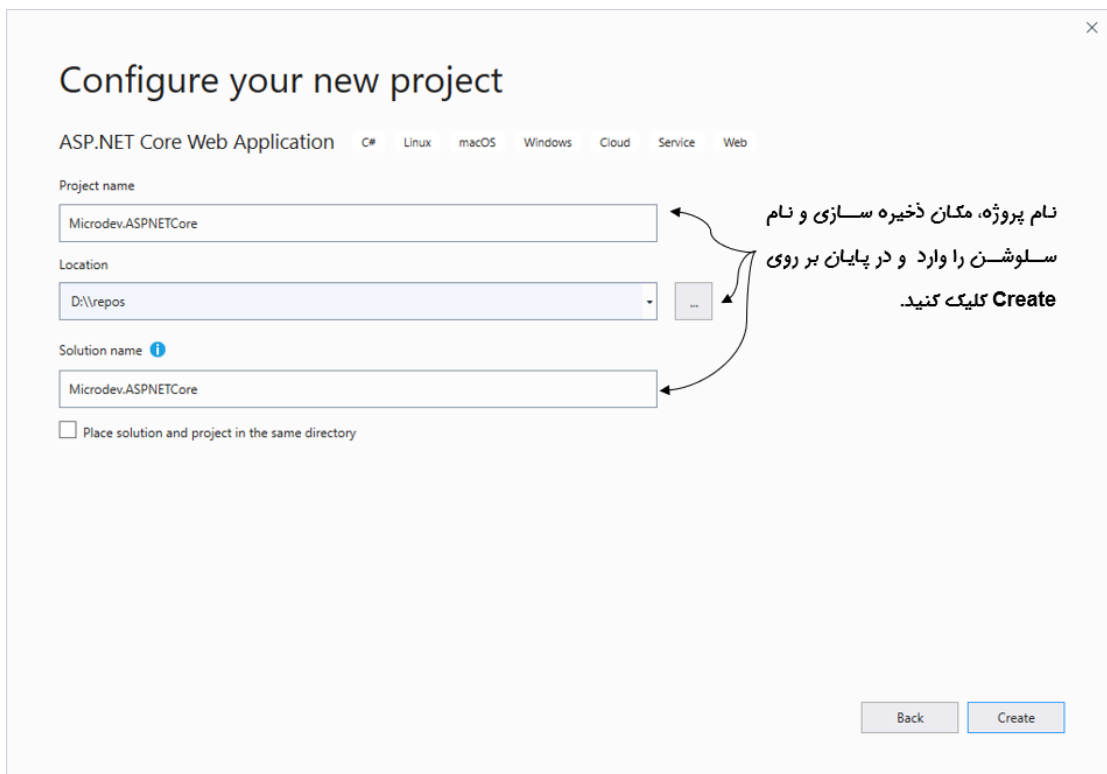 Configure your new project
ASP.NET Core Web Application C# Linux macOS Windows Cloud Service Web
Project name
Microdev.ASPNETCore
Location
D:\\repos
...
Solution name
Microdev.ASPNETCore
Place solution and project in the same directory
نام پروژه، مکان ذخیره سازی و نام
سلوشن را وارد و در پایان بر روی
Create کلیک کنید.
Back Create